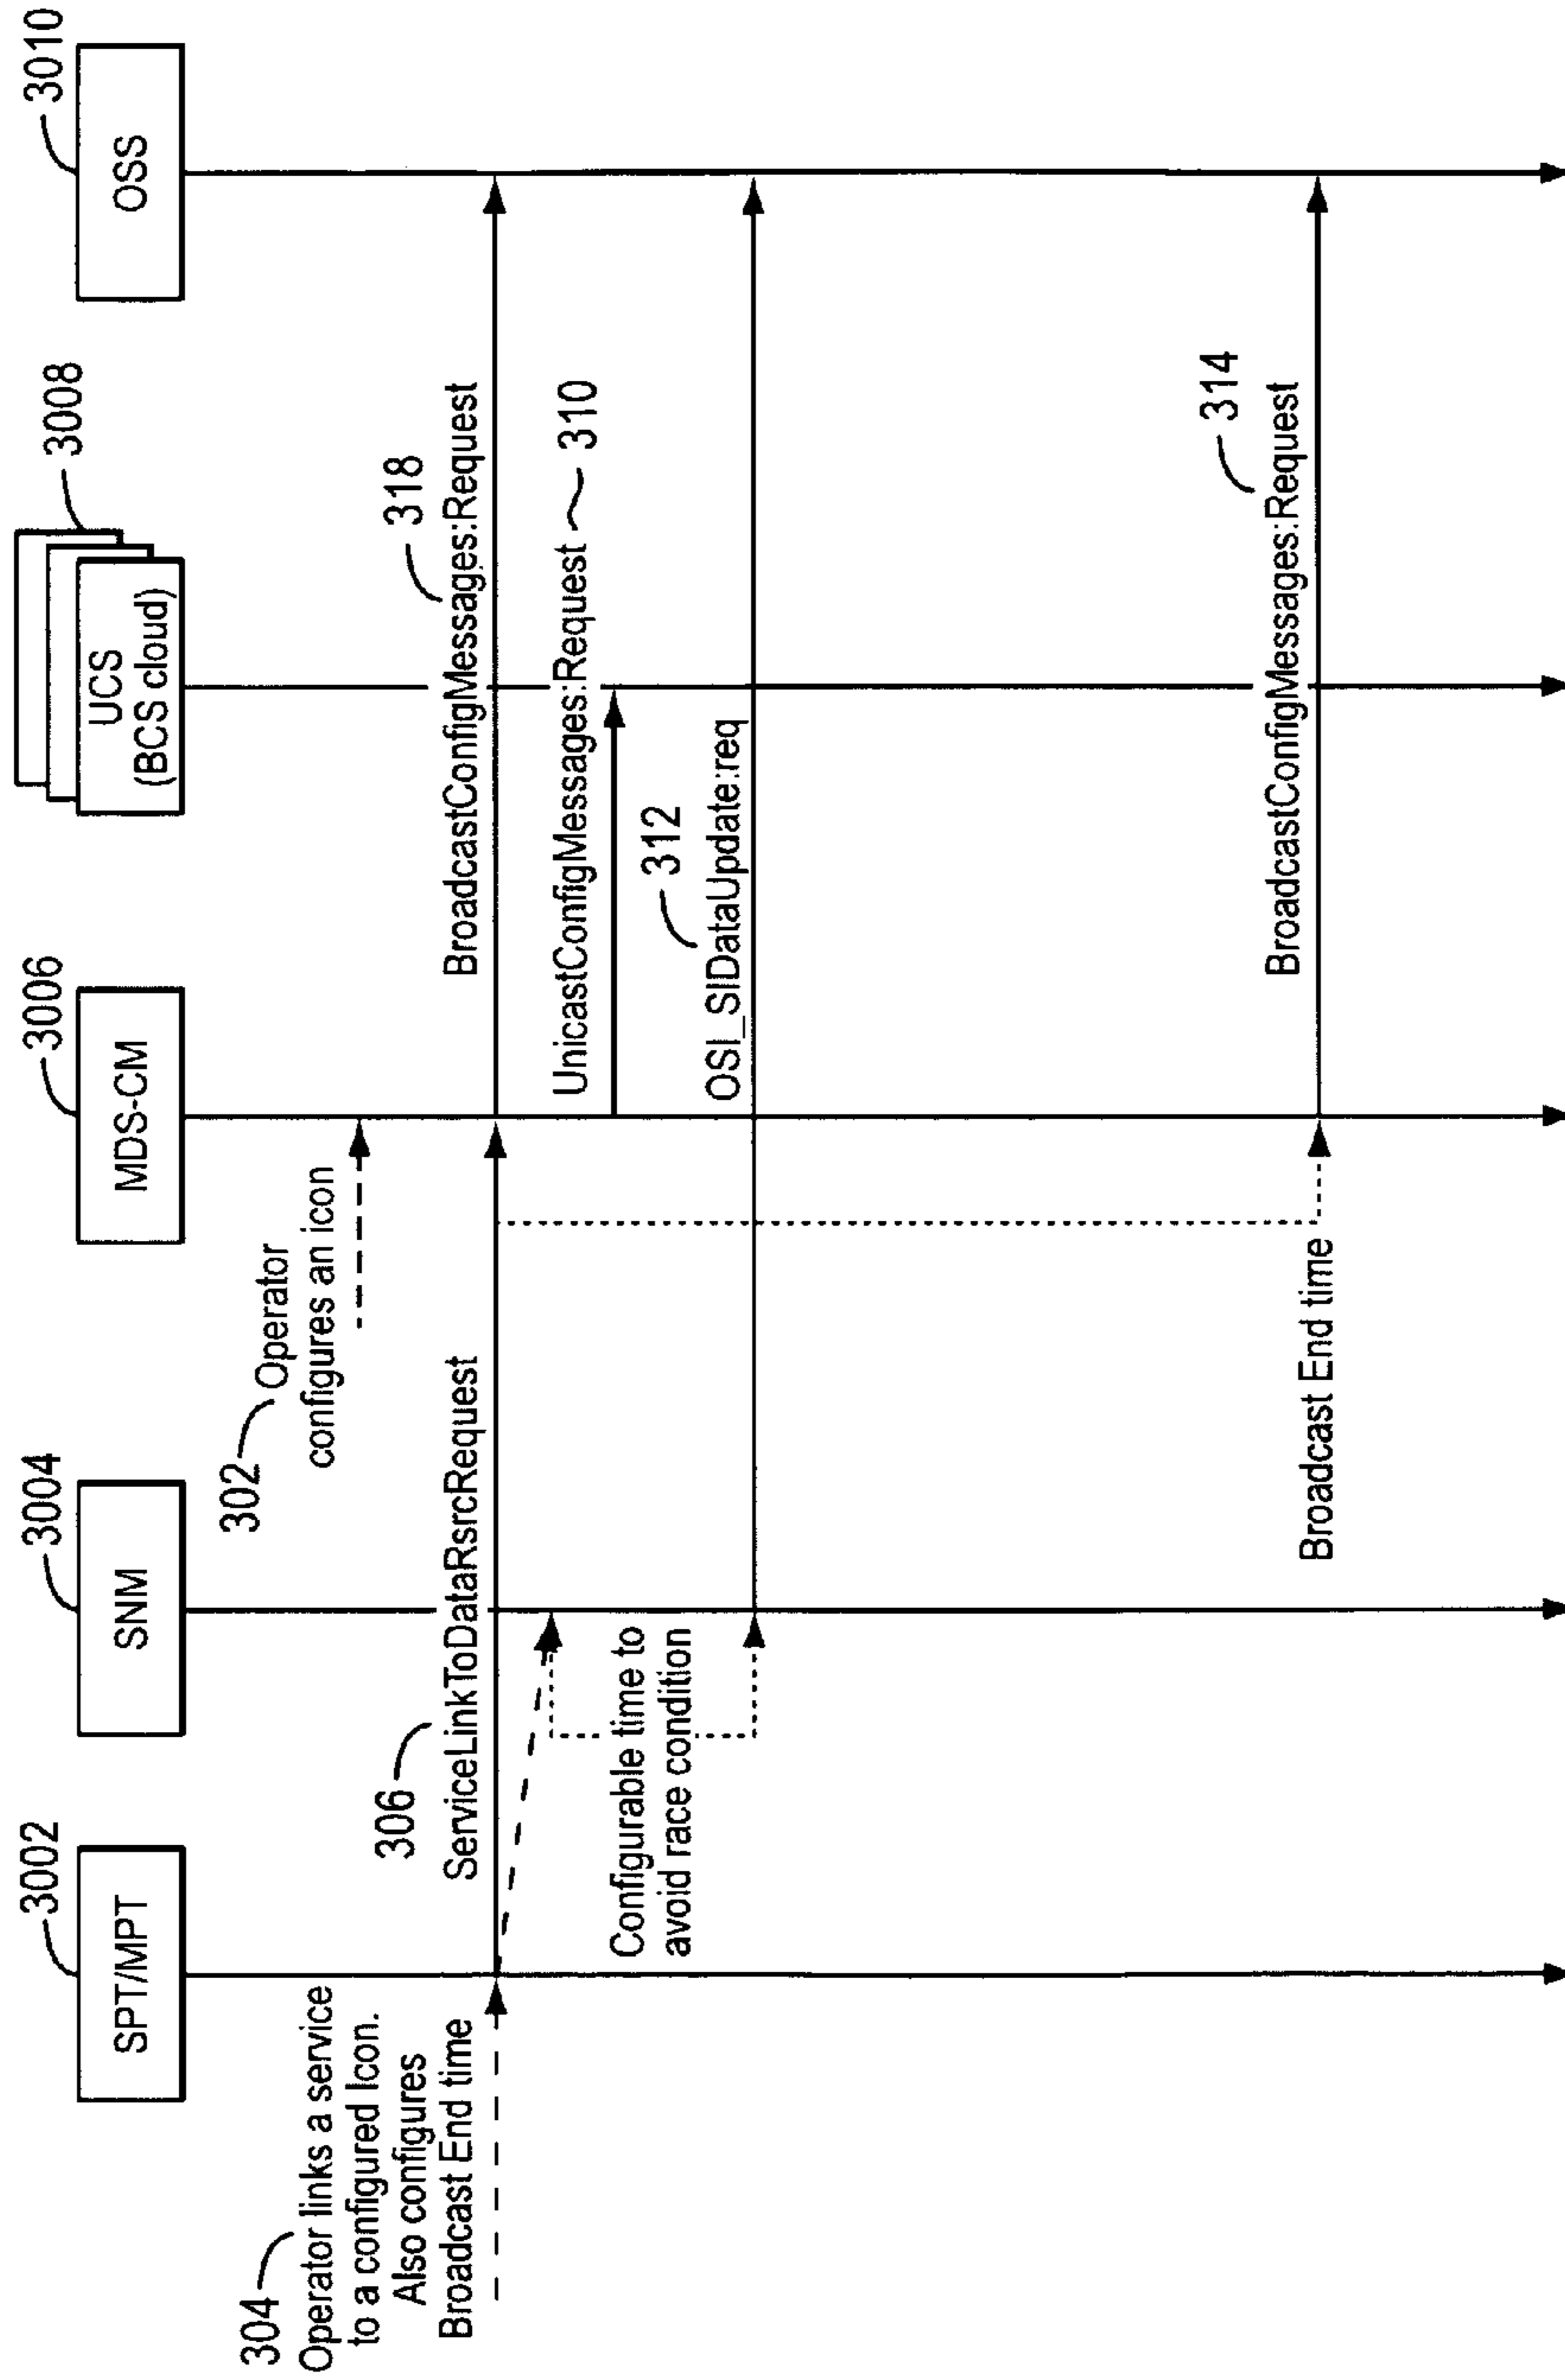 3002
SPT/MPT
3004
SNM
3006
MDS-CM
3008
UCS
(BCS cloud)
3010
OSS
302
Operator
configures an icon
304
Operator links a service
to a configured Icon.
Also configures
Broadcast End time
306
ServiceLinkToDataRsrcRequest
318
BroadcastConfigMessages:Request
UnicastConfigMessages:Request
310
Configurable time to
avoid race condition
312
OSI_SIDataUpdate:req
Broadcast End time
314
BroadcastConfigMessages:Request